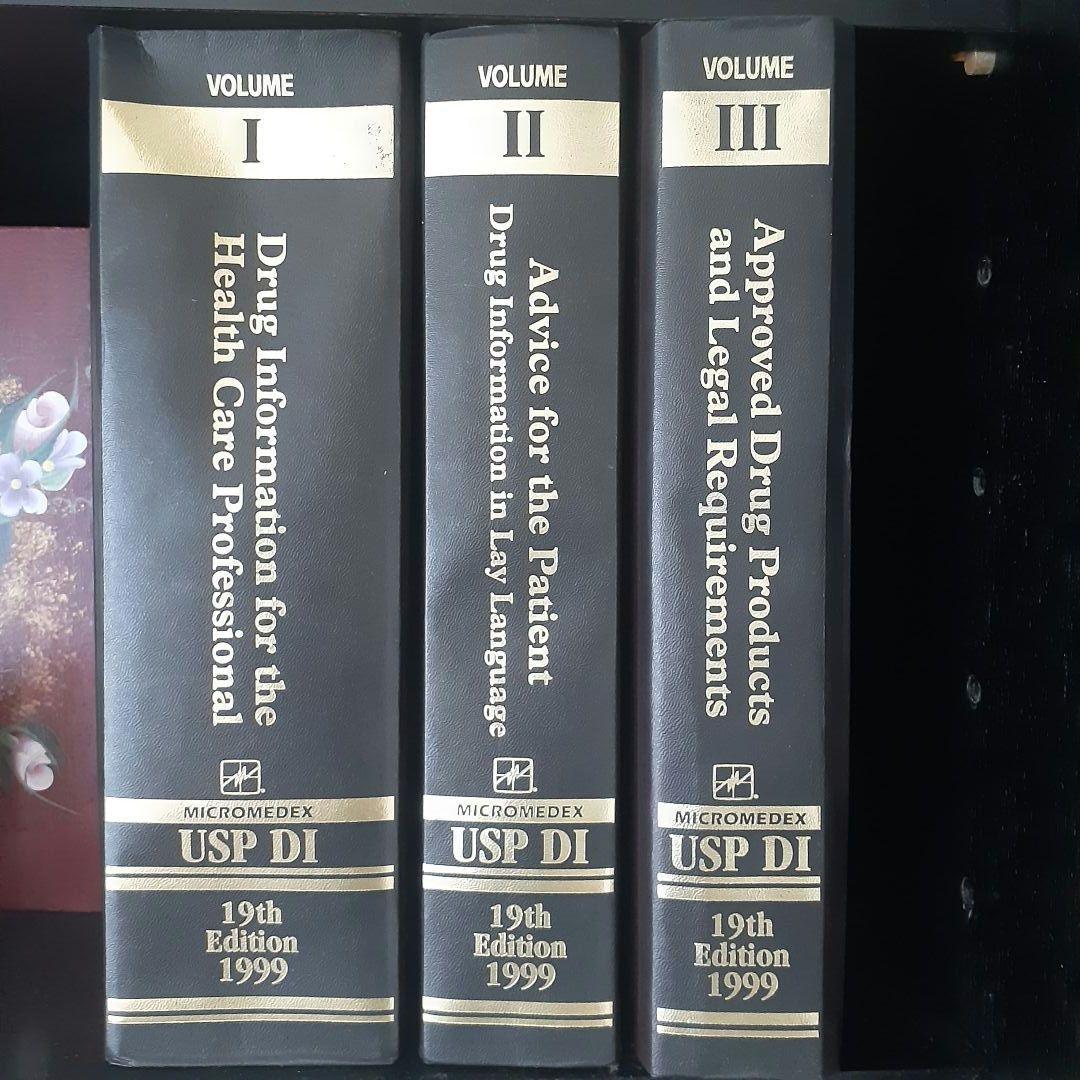 VOLUME
I
Drug Information for the
Health Care Professional
MICROMEDEX
USP DI
19th
Edition
1999
VOLUME
II
Advice for the Patient
Drug Information in Lay Language
MICROMEDEX
USP DI
19th
Edition
1999
VOLUME
III
Approved Drug Products
and Legal Requirements
MICROMEDEX
USP DI
19th
Edition
1999